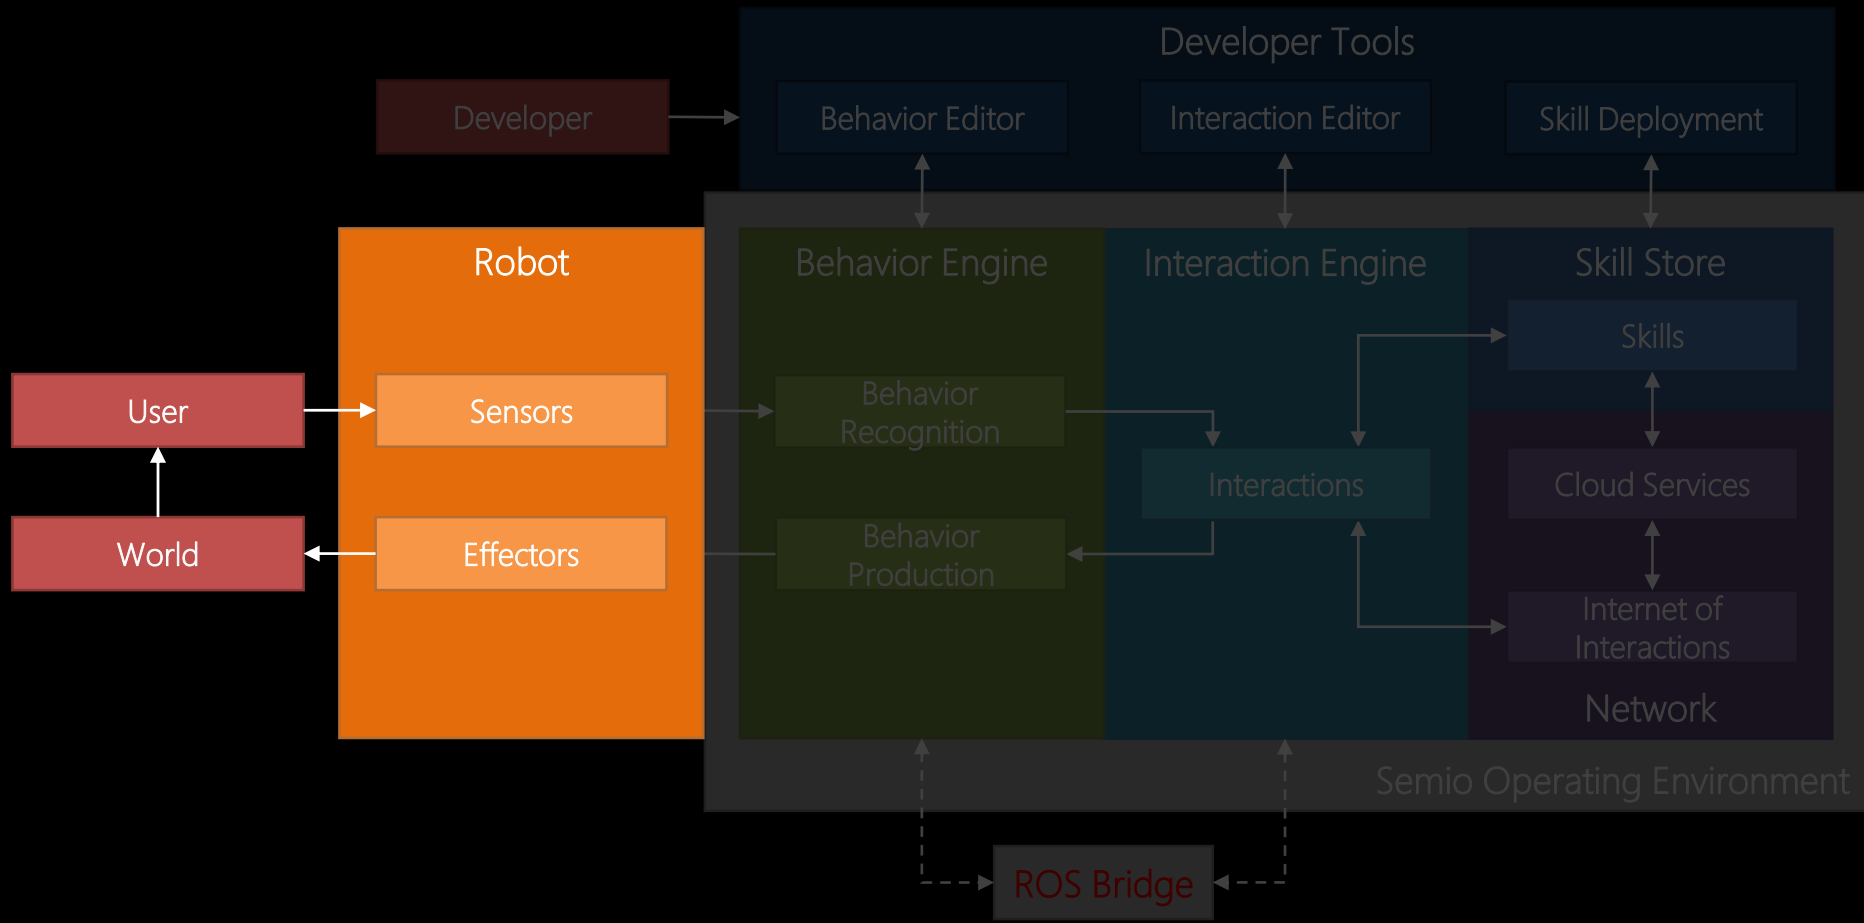 Developer Tools
Developer
Behavior Editor
Interaction Editor
Skill Deployment
Robot
Behavior Engine
Interaction Engine
Skill Store
Skills
User
Sensors
Behavior
Recognition
Interactions
Cloud Services
World
Effectors
Behavior
Production
Internet of
Interactions
Network
Semio Operating Environment
ROS Bridge